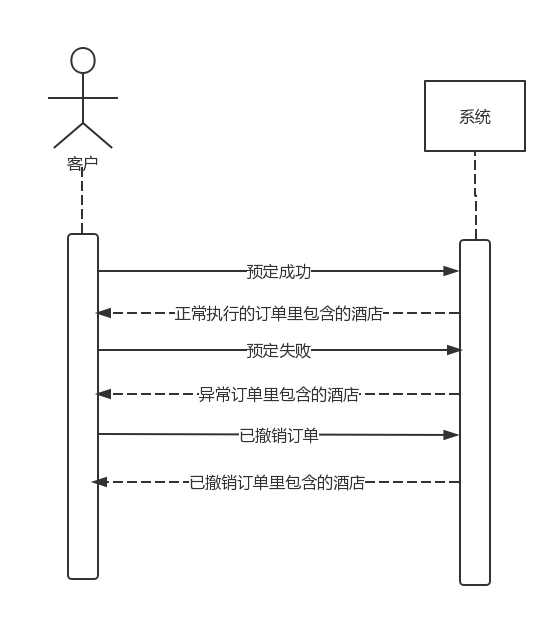 客户
系统
预定成功
正常执行的订单里包含的酒店
预定失败
异常订单里包含的酒店
已撤销订单
已撤销订单里包含的酒店